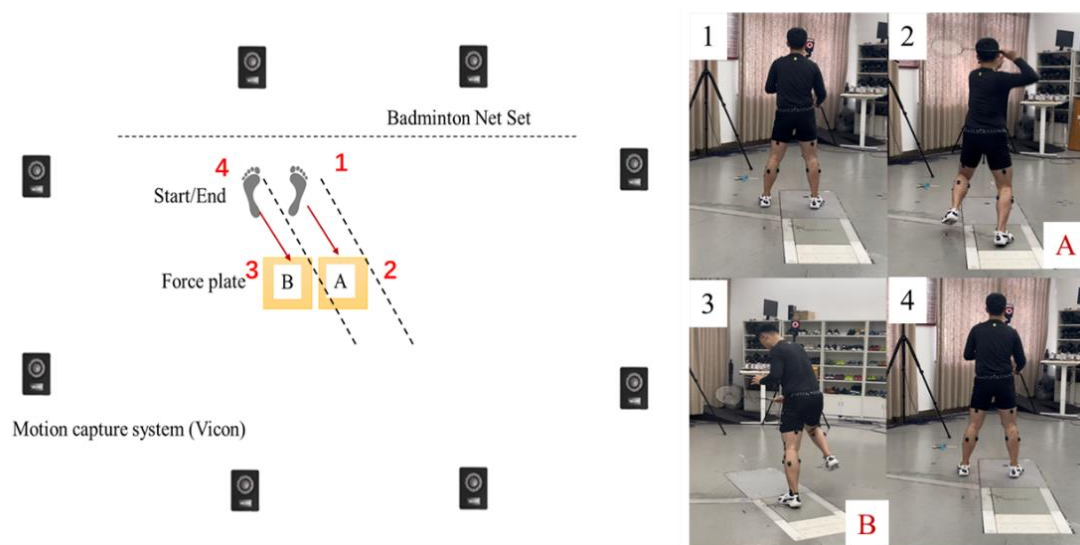 Badminton Net Set
4
1
Start/End
Force plate
3
B
A
2
Motion capture system (Vicon)
1
2
A
3
B
4